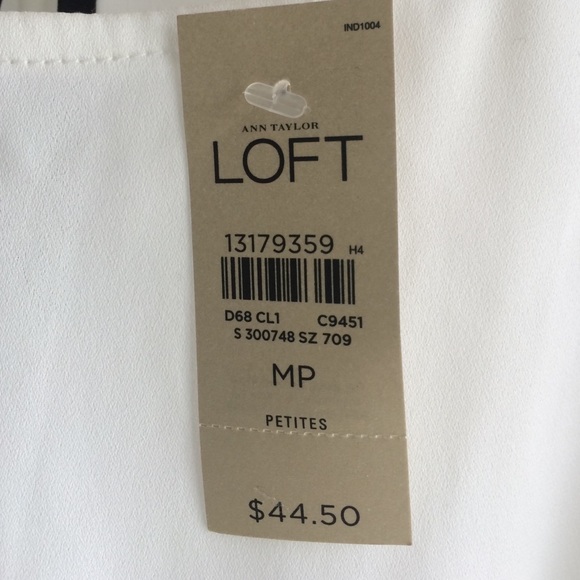 IND1004
ANN TAYLOR
LOFT
13179359 H4
D68 CL1 C9451
S 300748 SZ 709
MP
PETITES
$44.50